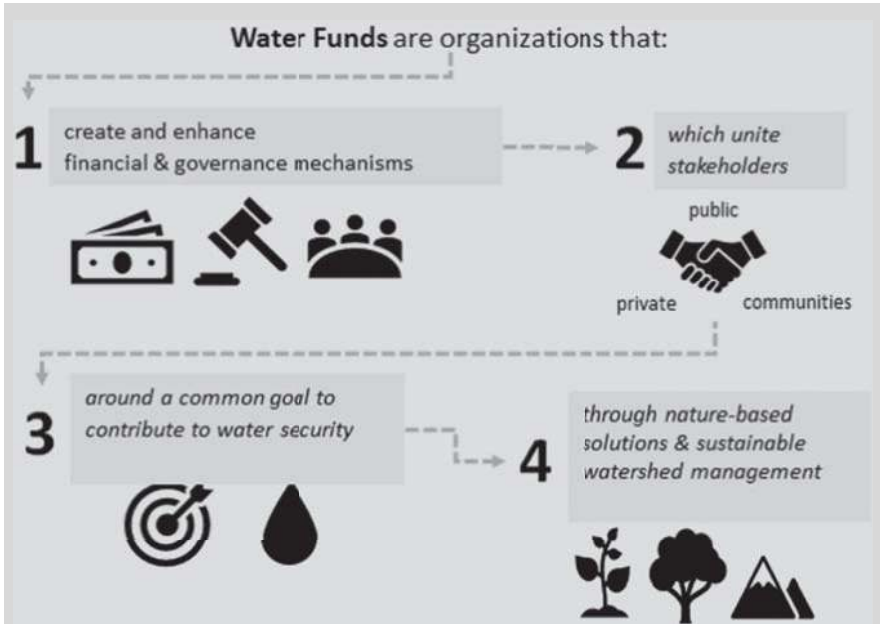 Water Funds are organizations that:
1
create and enhance
financial & governance mechanisms
2
which unite
stakeholders
public
private
communities
3
around a common goal to
contribute to water security
4
through nature-based
solutions & sustainable
watershed management